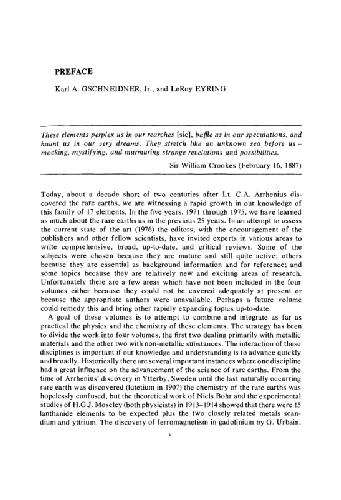 PREFACE
Karl A. GSCHNEIDNER, Jr., and LeRoy EYRING
These elements perplex us in our rearches [sic], baffle us in our speculations, and
haunt us in our very dreams. They stretch like an unknown sea before us –
mocking, mystifying, and murmuring strange revelations and possibilities.
Sir William Crookes (February 16, 1887)
Today, about a decade short of two centuries after Lt. C.A. Arrhenius dis-
covered the rare earths, we are witnessing a rapid growth in our knowledge of
this family of 17 elements. In the five years, 1971 through 1975, we have learned
as much about the rare earths as in the previous 25 years. In an attempt to assess
the current state of the art (1976) the editors, with the encouragement of the
publishers and other fellow scientists, have invited experts in various areas to
write comprehensive, broad, up-to-date, and critical reviews. Some of the
subjects were chosen because they are mature and still quite active; others
because they are essential as background information and for reference; and
some topics because they are relatively new and exciting areas of research.
Unfortunately there are a few areas which have not been included in the four
volumes either because they could not be covered adequately at present or
because the appropriate authors were unavailable. Perhaps a future volume
could remedy this and bring other rapidly expanding topics up-to-date.
A goal of these volumes is to attempt to combine and integrate as far as
practical the physics and the chemistry of these elements. The strategy has been
to divide the work into four volumes, the first two dealing primarily with metallic
materials and the other two with non-metallic substances. The interaction of these
disciplines is important if our knowledge and understanding is to advance quickly
and broadly. Historically there are several important instances where one discipline
had a great influence on the advancement of the science of rare earths. From the
time of Arrhenius' discovery in Ytterby, Sweden until the last naturally occurring
rare earth was discovered (lutetium in 1907) the chemistry of the rare earths was
hopelessly confused, but the theoretical work of Niels Bohr and the experimental
studies of H.G.J. Moseley (both physicists) in 1913–1914 showed that there were 15
lanthanide elements to be expected plus the two closely related metals scan-
dium and yttrium. The discovery of ferromagnetism in gadolinium by G. Urbain,
v